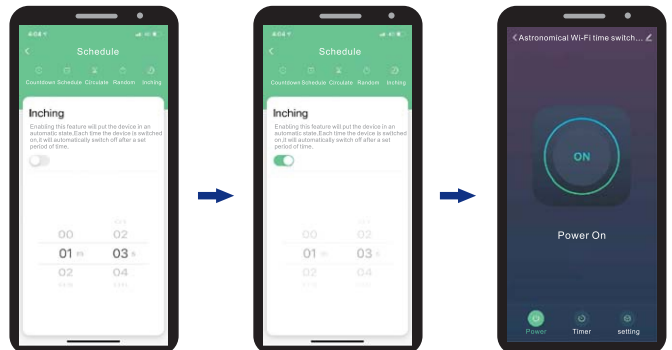 Schedule
Countdown Schedule Circulate Random Inching
Inching
Enabling this feature will put the device in an
automatic state,Each time the device is switched
on,it will automatically switch off after a set
period of time.
00 02
01 03
02 04
Schedule
Countdown Schedule Circulate Random Inching
Inching
Enabling this feature will put the device in an
automatic state,Each time the device is switched
on,it will automatically switch off after a set
period of time.
00 02
01 03
02 04
Astronomical Wi-Fi time switch...
ON
Power On
Power Timer setting